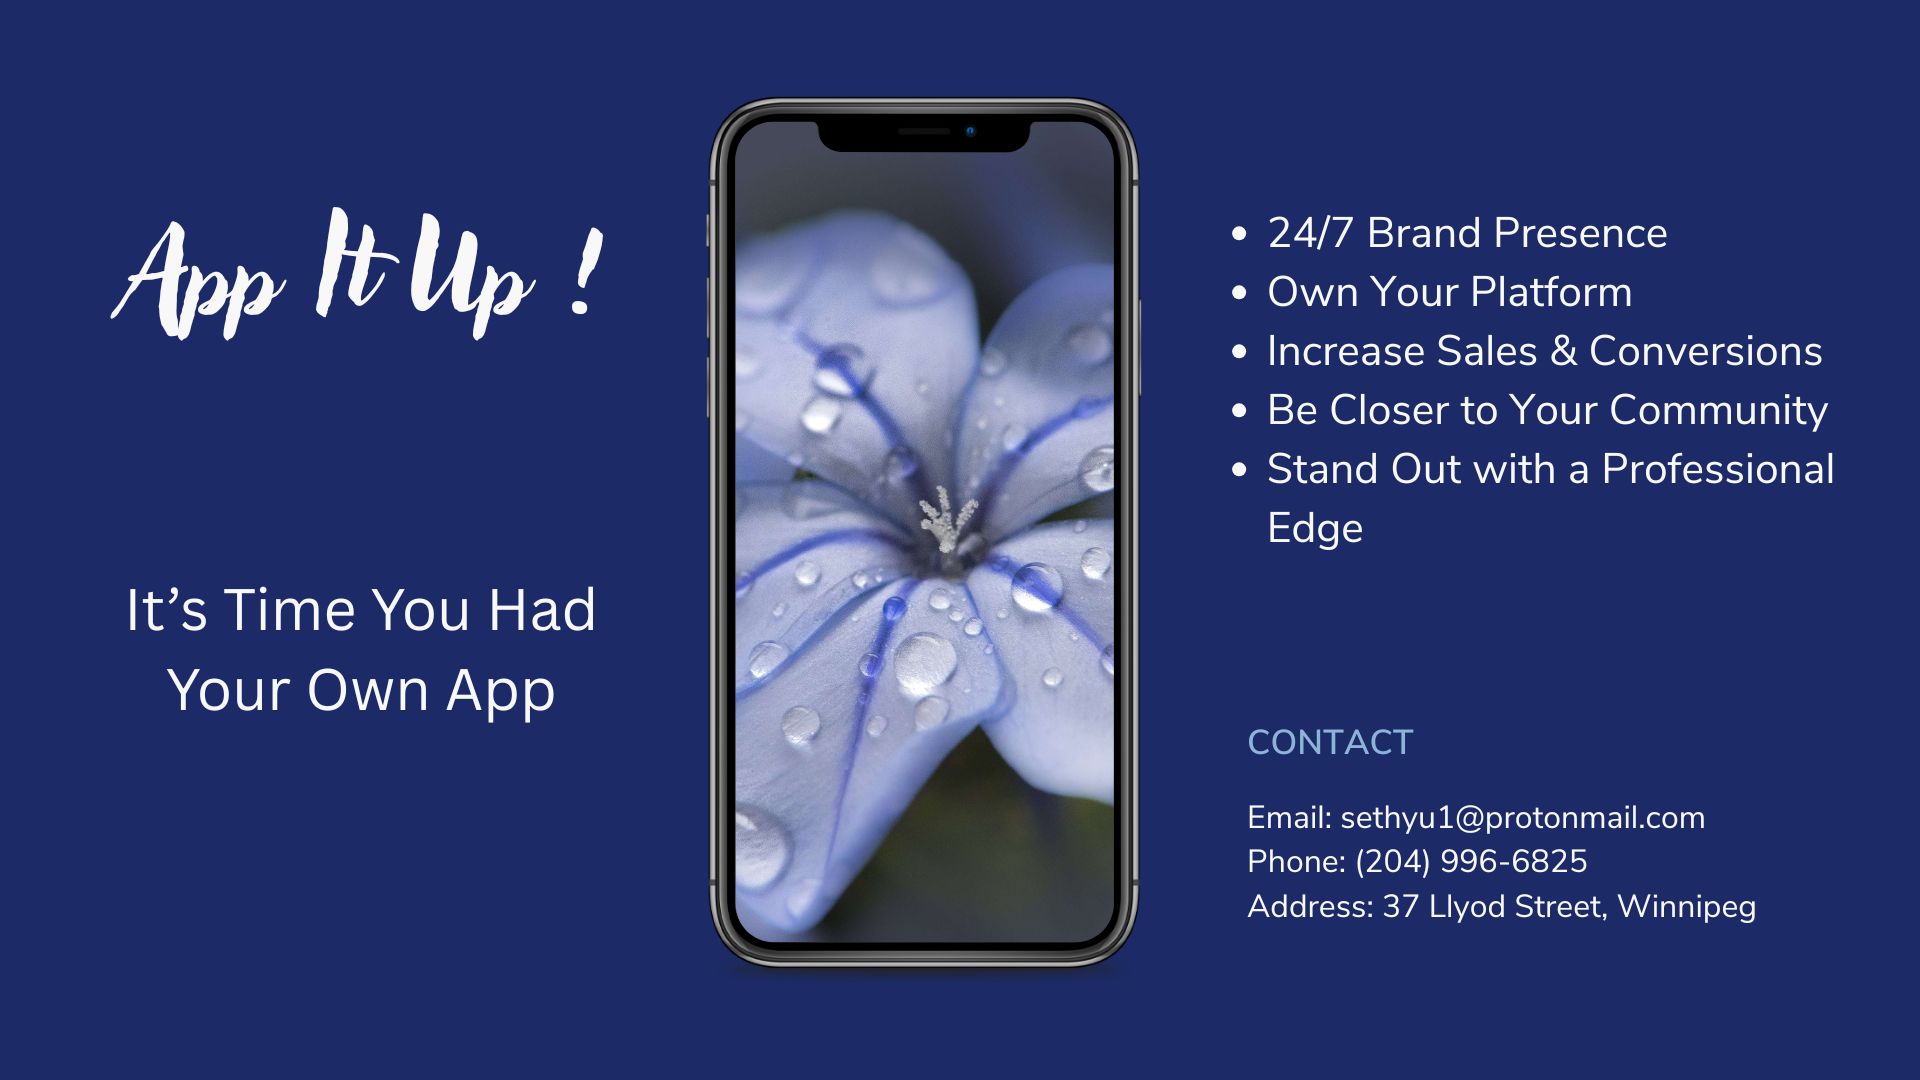 App It Up !
It’s Time You Had
Your Own App
• 24/7 Brand Presence
• Own Your Platform
• Increase Sales & Conversions
• Be Closer to Your Community
• Stand Out with a Professional
Edge
CONTACT
Email: sethyu1@protonmail.com
Phone: (204) 996-6825
Address: 37 Llyod Street, Winnipeg